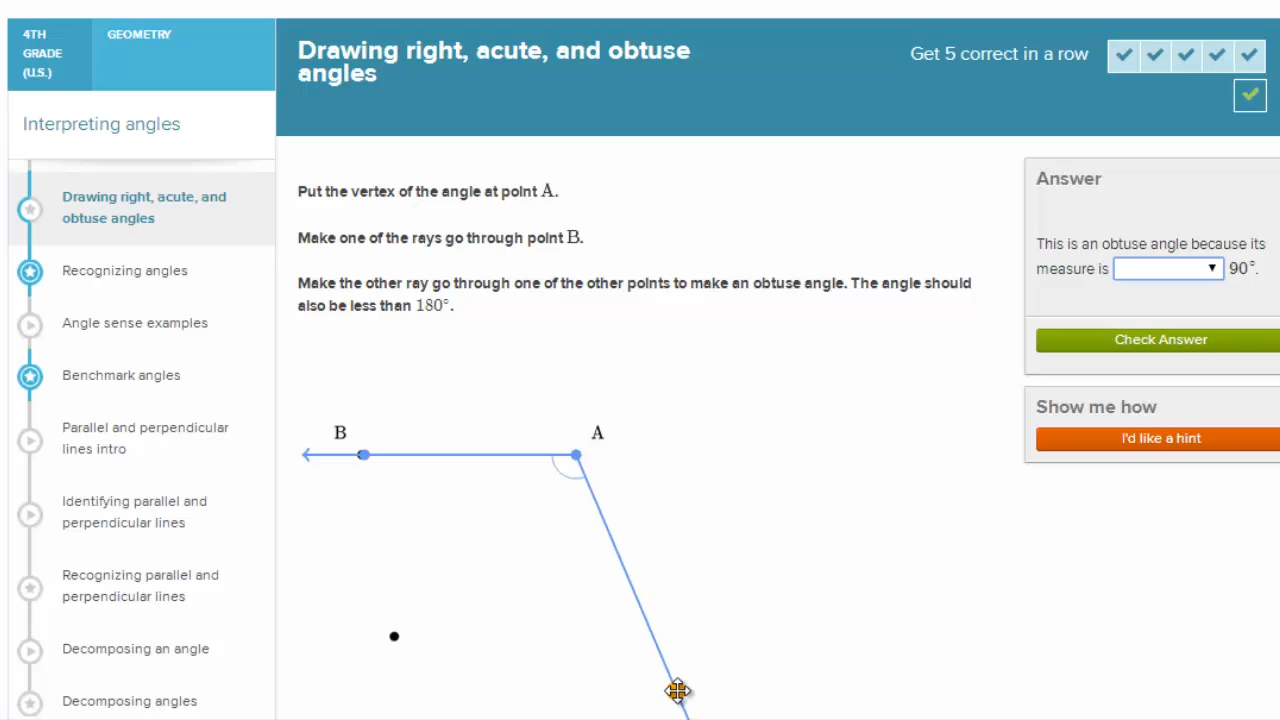 4TH
GRADE
(U.S.)
GEOMETRY
Interpreting angles
Drawing right, acute, and
obtuse angles
Recognizing angles
Angle sense examples
Benchmark angles
Parallel and perpendicular
lines intro
Identifying parallel and
perpendicular lines
Recognizing parallel and
perpendicular lines
Decomposing an angle
Decomposing angles
Drawing right, acute, and obtuse
angles
Get 5 correct in a row
Put the vertex of the angle at point A.
Make one of the rays go through point B.
Make the other ray go through one of the other points to make an obtuse angle. The angle should
also be less than 180°.
B
A
Answer
This is an obtuse angle because its
measure is 90°.
Check Answer
Show me how
I'd like a hint